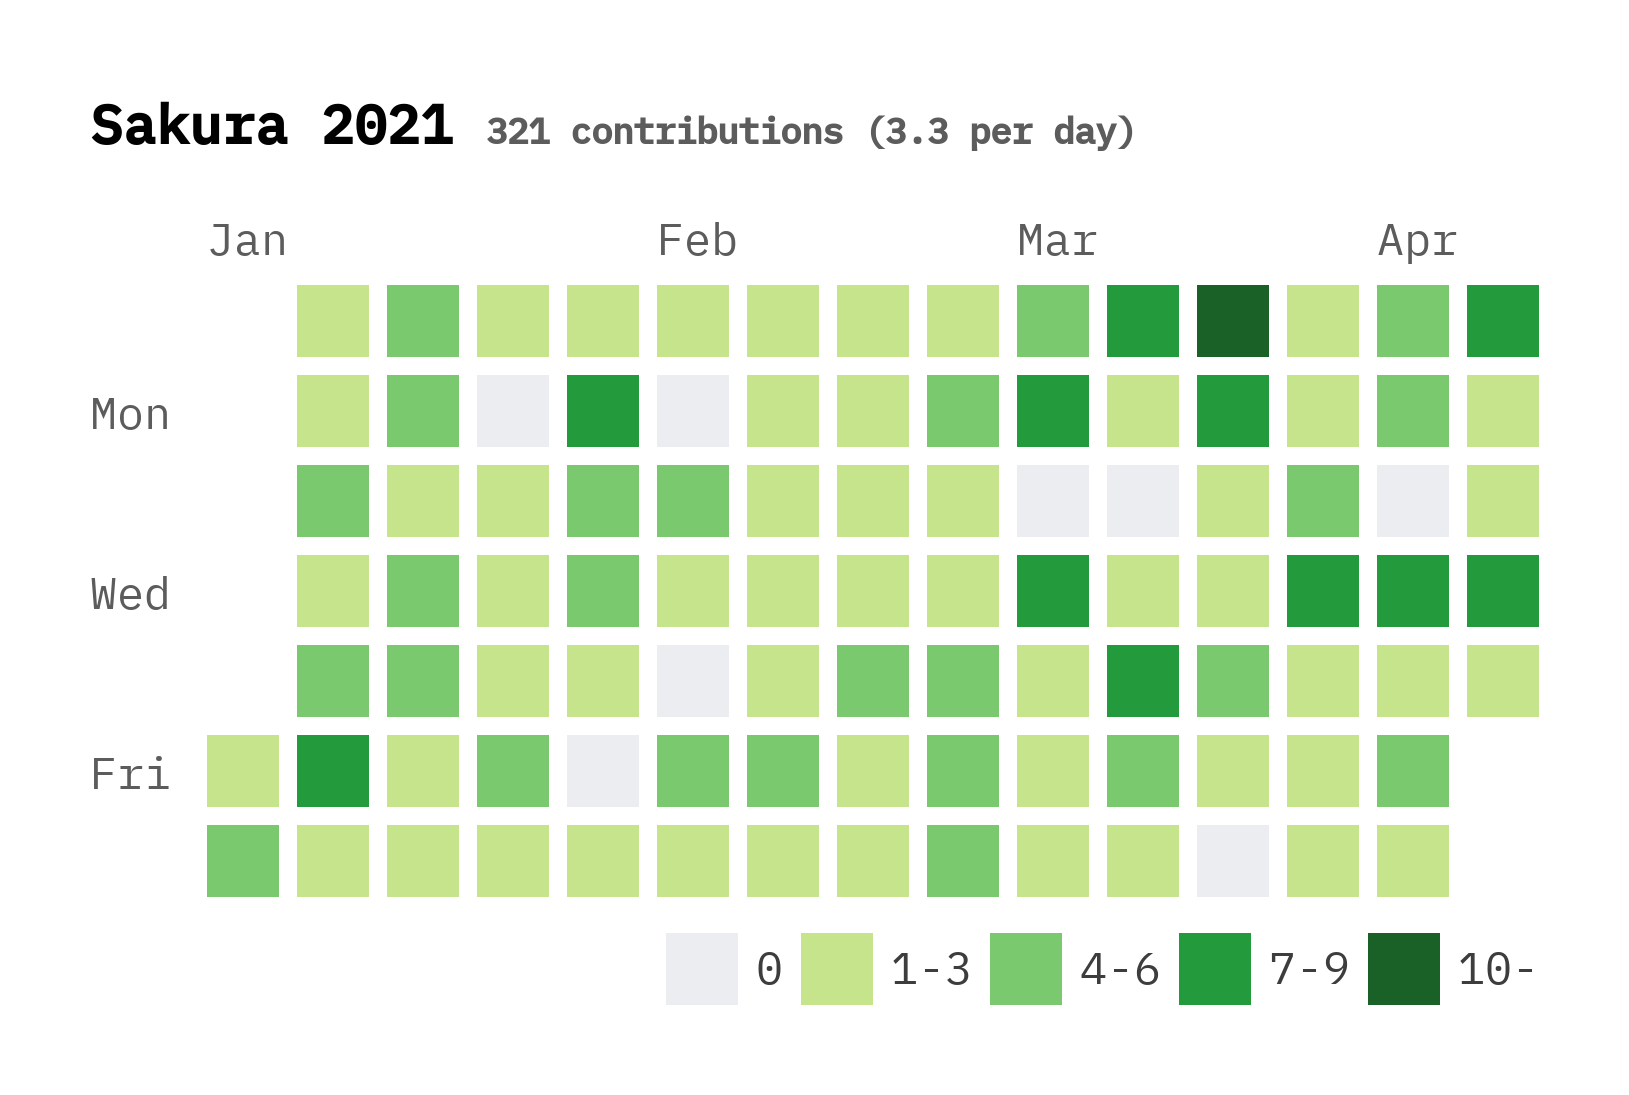 Sakura 2021 321 contributions (3.3 per day)
Jan Feb Mar Apr
Mon
Wed
Fri
0 1-3 4-6 7-9 10-